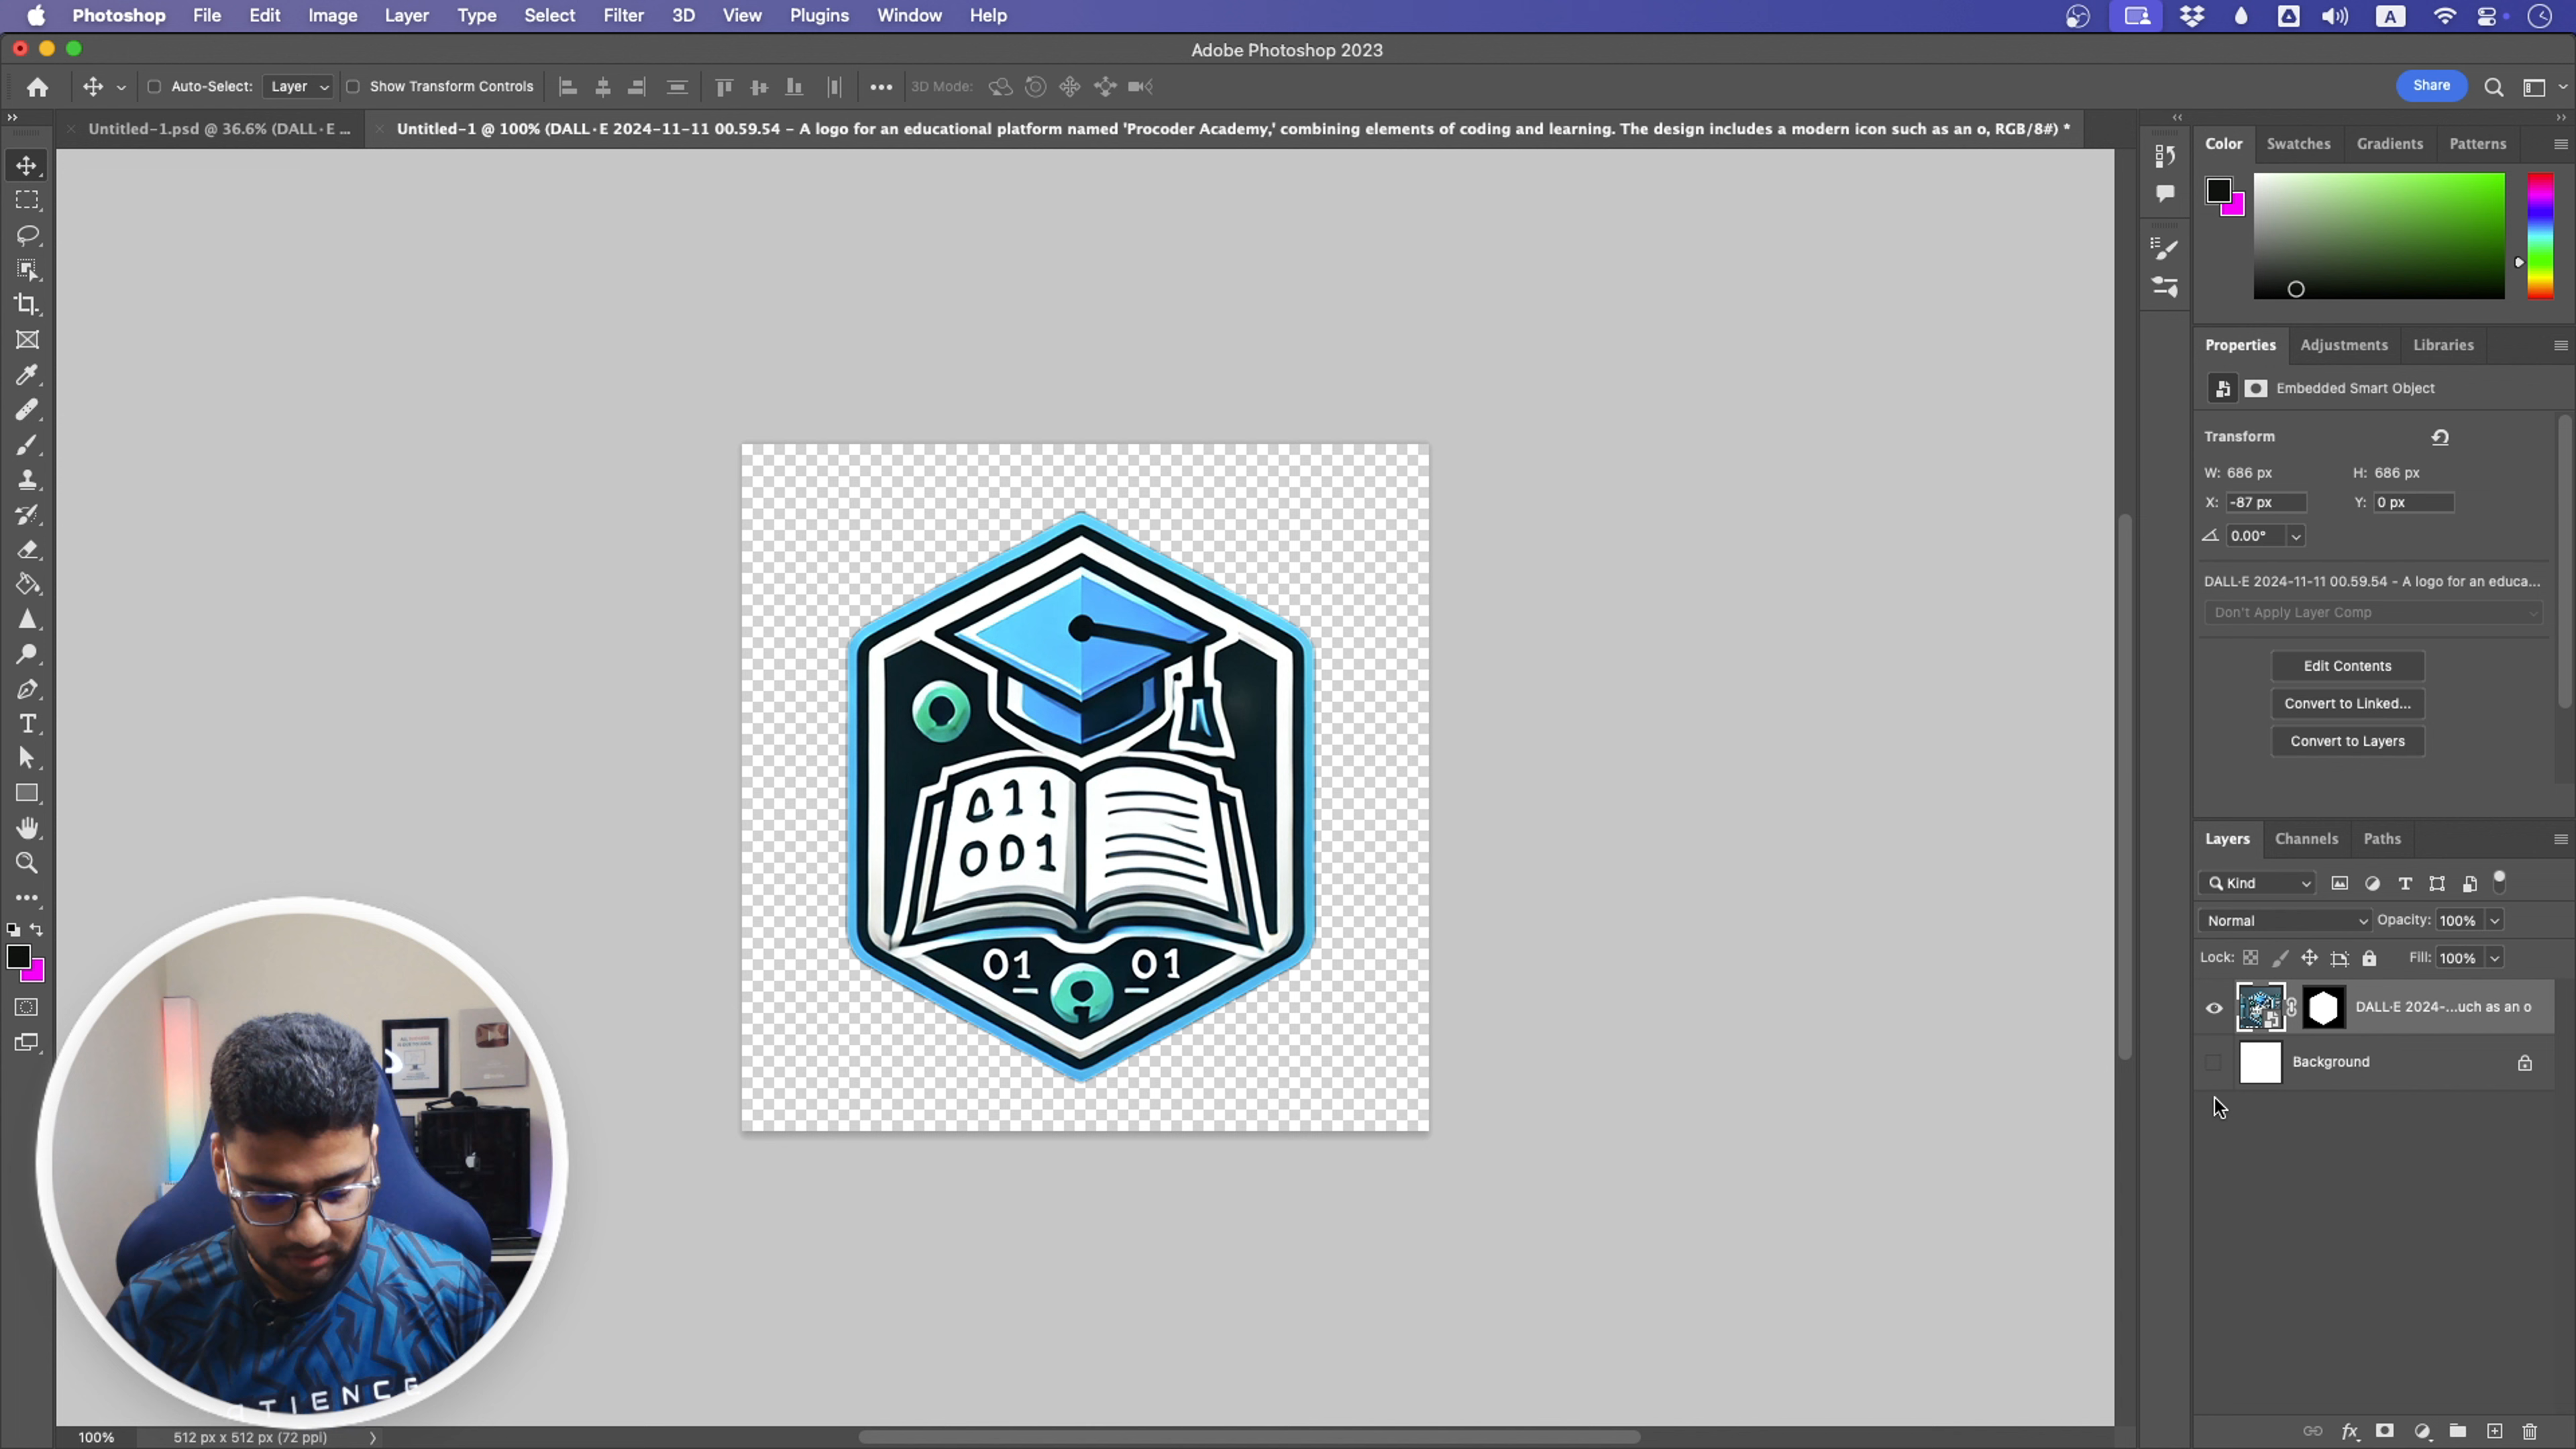 Photoshop File Edit Image Layer Type Select Filter 3D View Plugins Window Help
A
Adobe Photoshop 2023
Auto-Select: Layer Show Transform Controls 3D Mode: Share
Untitled-1.psd @ 36.6% (DALL·E ...
Untitled-1 @ 100% (DALL·E 2024-11-11 00.59.54 – A logo for an educational platform named 'Procoder Academy,' combining elements of coding and learning. The design includes a modern icon such as an o, RGB/8#) *
Color Swatches Gradients Patterns
Properties Adjustments Libraries
Embedded Smart Object
Transform
W: 686 px H: 686 px
X: -87 px Y: 0 px
0.00°
DALL·E 2024-11-11 00.59.54 - A logo for an educa...
Don't Apply Layer Comp
Edit Contents
Convert to Linked...
Convert to Layers
Layers Channels Paths
Kind
Normal Opacity: 100%
Lock: Fill: 100%
DALL·E 2024-...uch as an o
Background
011
001
01 01
ATIENCE
100% 512 px x 512 px (72 ppi)